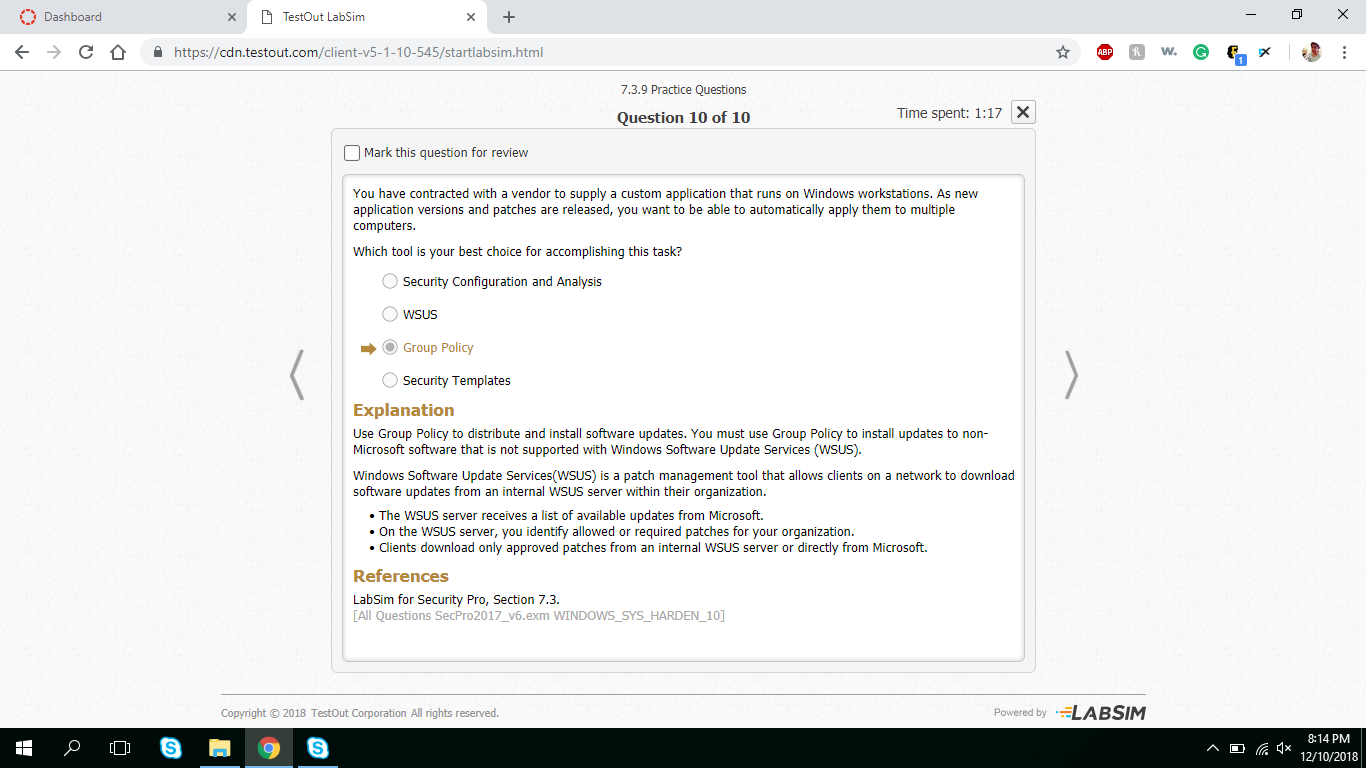 Dashboard
TestOut LabSim
https://cdn.testout.com/client-v5-1-10-545/startlabsim.html
ABP
w.
1
7.3.9 Practice Questions
Question 10 of 10
Time spent: 1:17
Mark this question for review
You have contracted with a vendor to supply a custom application that runs on Windows workstations. As new
application versions and patches are released, you want to be able to automatically apply them to multiple
computers.
Which tool is your best choice for accomplishing this task?
Security Configuration and Analysis
WSUS
Group Policy
Security Templates
Explanation
Use Group Policy to distribute and install software updates. You must use Group Policy to install updates to non-
Microsoft software that is not supported with Windows Software Update Services (WSUS).
Windows Software Update Services(WSUS) is a patch management tool that allows clients on a network to download
software updates from an internal WSUS server within their organization.
• The WSUS server receives a list of available updates from Microsoft.
• On the WSUS server, you identify allowed or required patches for your organization.
• Clients download only approved patches from an internal WSUS server or directly from Microsoft.
References
LabSim for Security Pro, Section 7.3.
[All Questions SecPro2017_v6.exm WINDOWS_SYS_HARDEN_10]
Copyright © 2018 TestOut Corporation All rights reserved.
Powered by LABSIM
8:14 PM
12/10/2018